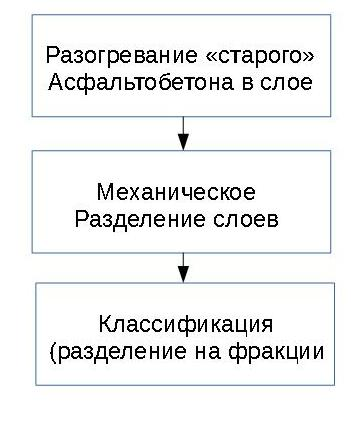 Разогревание «старого»
Асфальтобетона в слое
Механическое
Разделение слоев
Классификация
(разделение на фракции